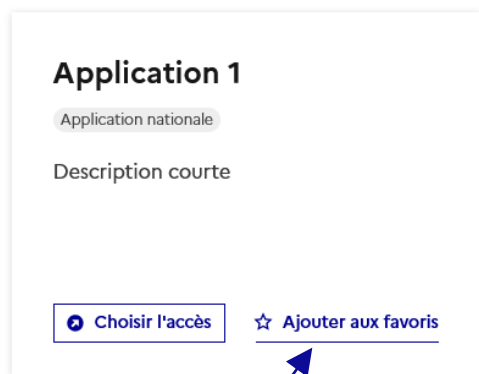 Application 1
Application nationale
Description courte
Choisir l'accès
Ajouter aux favoris